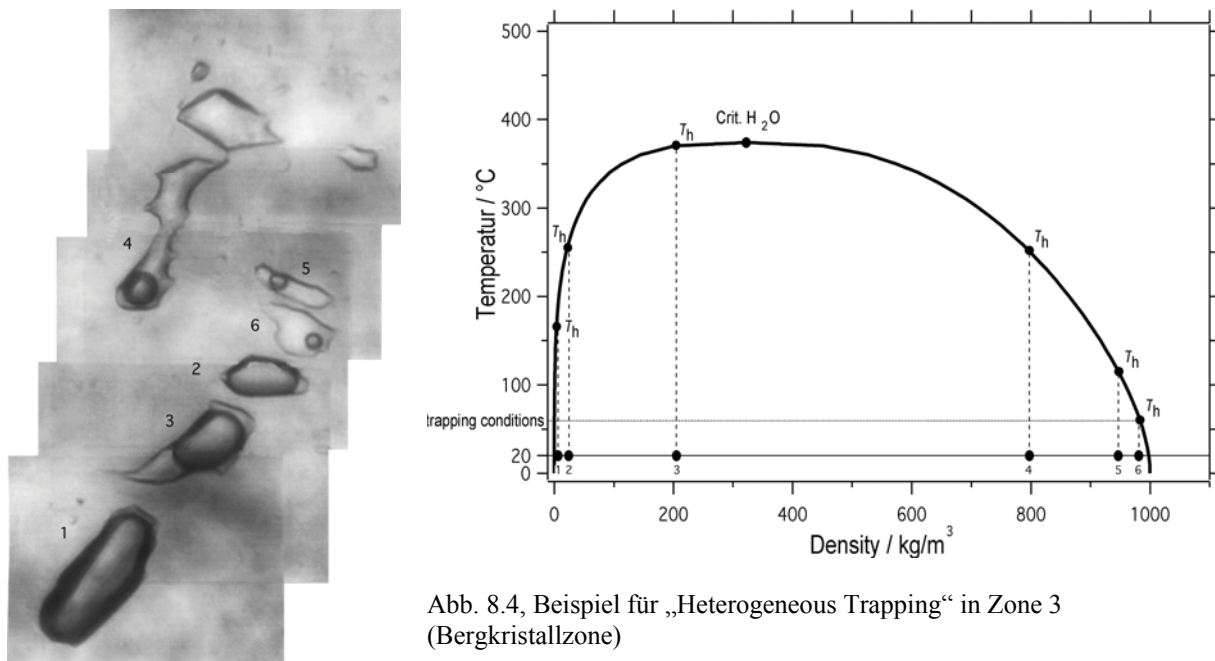 4
5
6
2
3
1
500
400
300
200
100
20
0
Temperatur / °C
trapping conditions
Crit. H2O
Th
Th
Th
Th
Th
Th
1 2 3 4 5 6
0 200 400 600 800 1000
Density / kg/m3
Abb. 8.4, Beispiel für „Heterogeneous Trapping“ in Zone 3
(Bergkristallzone)